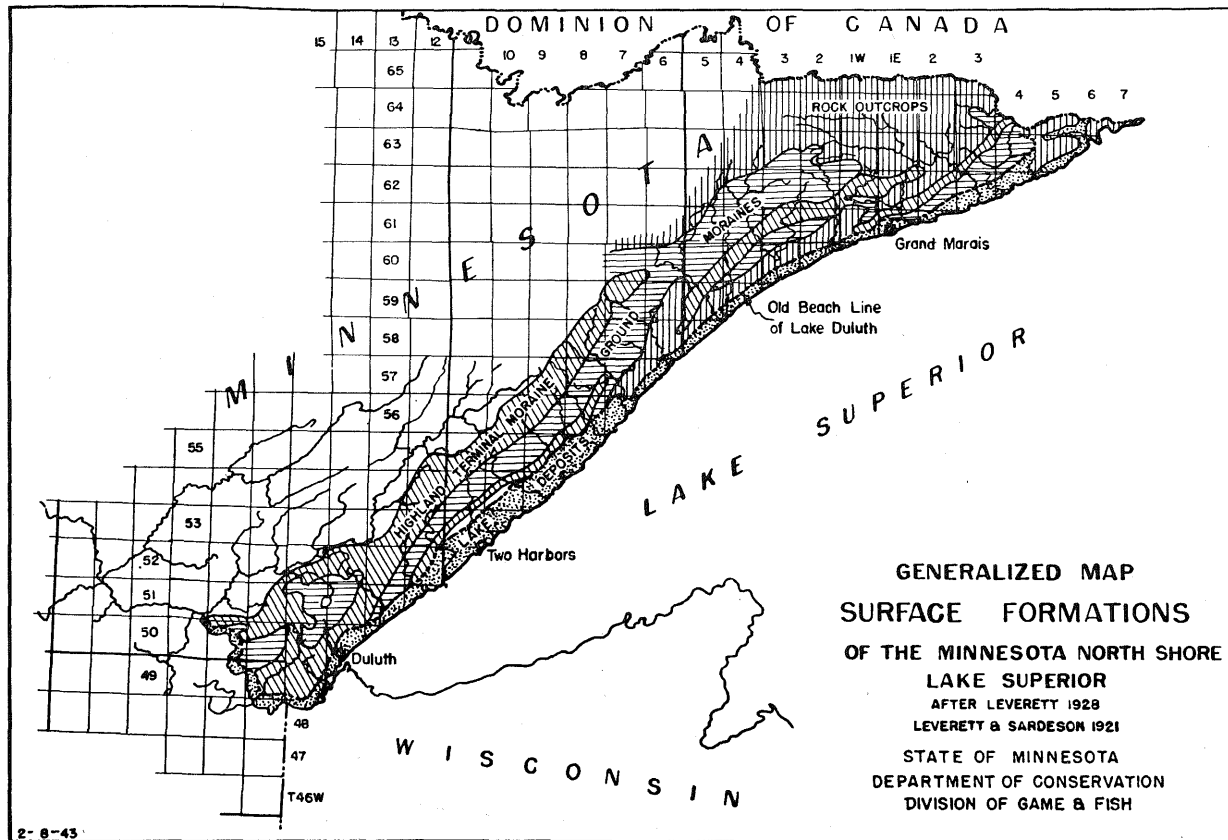 DOMINION OF CANADA
15 14 13 12 10 9 8 7 6 5 4 3 2 1W 1E 2 3 4 5 6 7
65
64
63
62
61
60
59
58
57
56
55
53
52
51
50
49
48
47
T46W
MINNESOTA
ROCK OUTCROPS
MORAINES
GROUND
HIGHLAND TERMINAL MORAINE
LAKE DEPOSITS
Grand Marais
Old Beach Line
of Lake Duluth
LAKE SUPERIOR
Two Harbors
Duluth
WISCONSIN
GENERALIZED MAP
SURFACE FORMATIONS
OF THE MINNESOTA NORTH SHORE
LAKE SUPERIOR
AFTER LEVERETT 1928
LEVERETT & SARDESON 1921
STATE OF MINNESOTA
DEPARTMENT OF CONSERVATION
DIVISION OF GAME & FISH
2-8-43